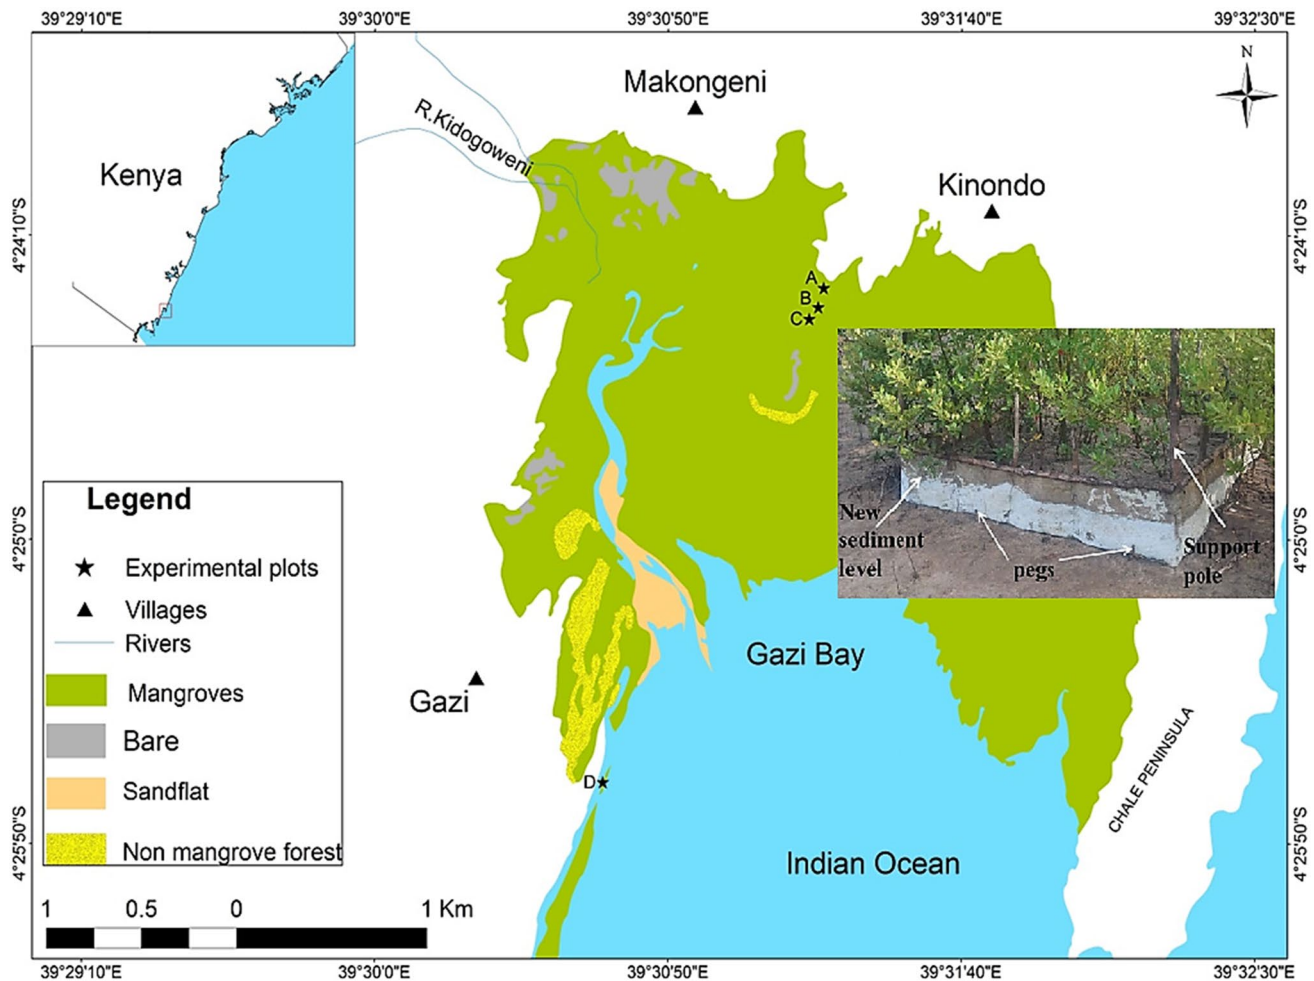 39°29'10"E 39°30'0"E 39°30'50"E 39°31'40"E 39°32'30"E
N
Makongeni
R.Kidogoweni
Kenya
Kinondo
4°24'10"S
4°24'10"S
A
B
C
New
sediment
level
pegs
Support
pole
Legend
Experimental plots
Villages
Rivers
Mangroves
Bare
Sandflat
Non mangrove forest
4°25'0"S
4°25'0"S
Gazi Bay
Gazi
D
CHALE PENINSULA
Indian Ocean
4°25'50"S
4°25'50"S
1 0.5 0 1 Km
39°29'10"E 39°30'0"E 39°30'50"E 39°31'40"E 39°32'30"E